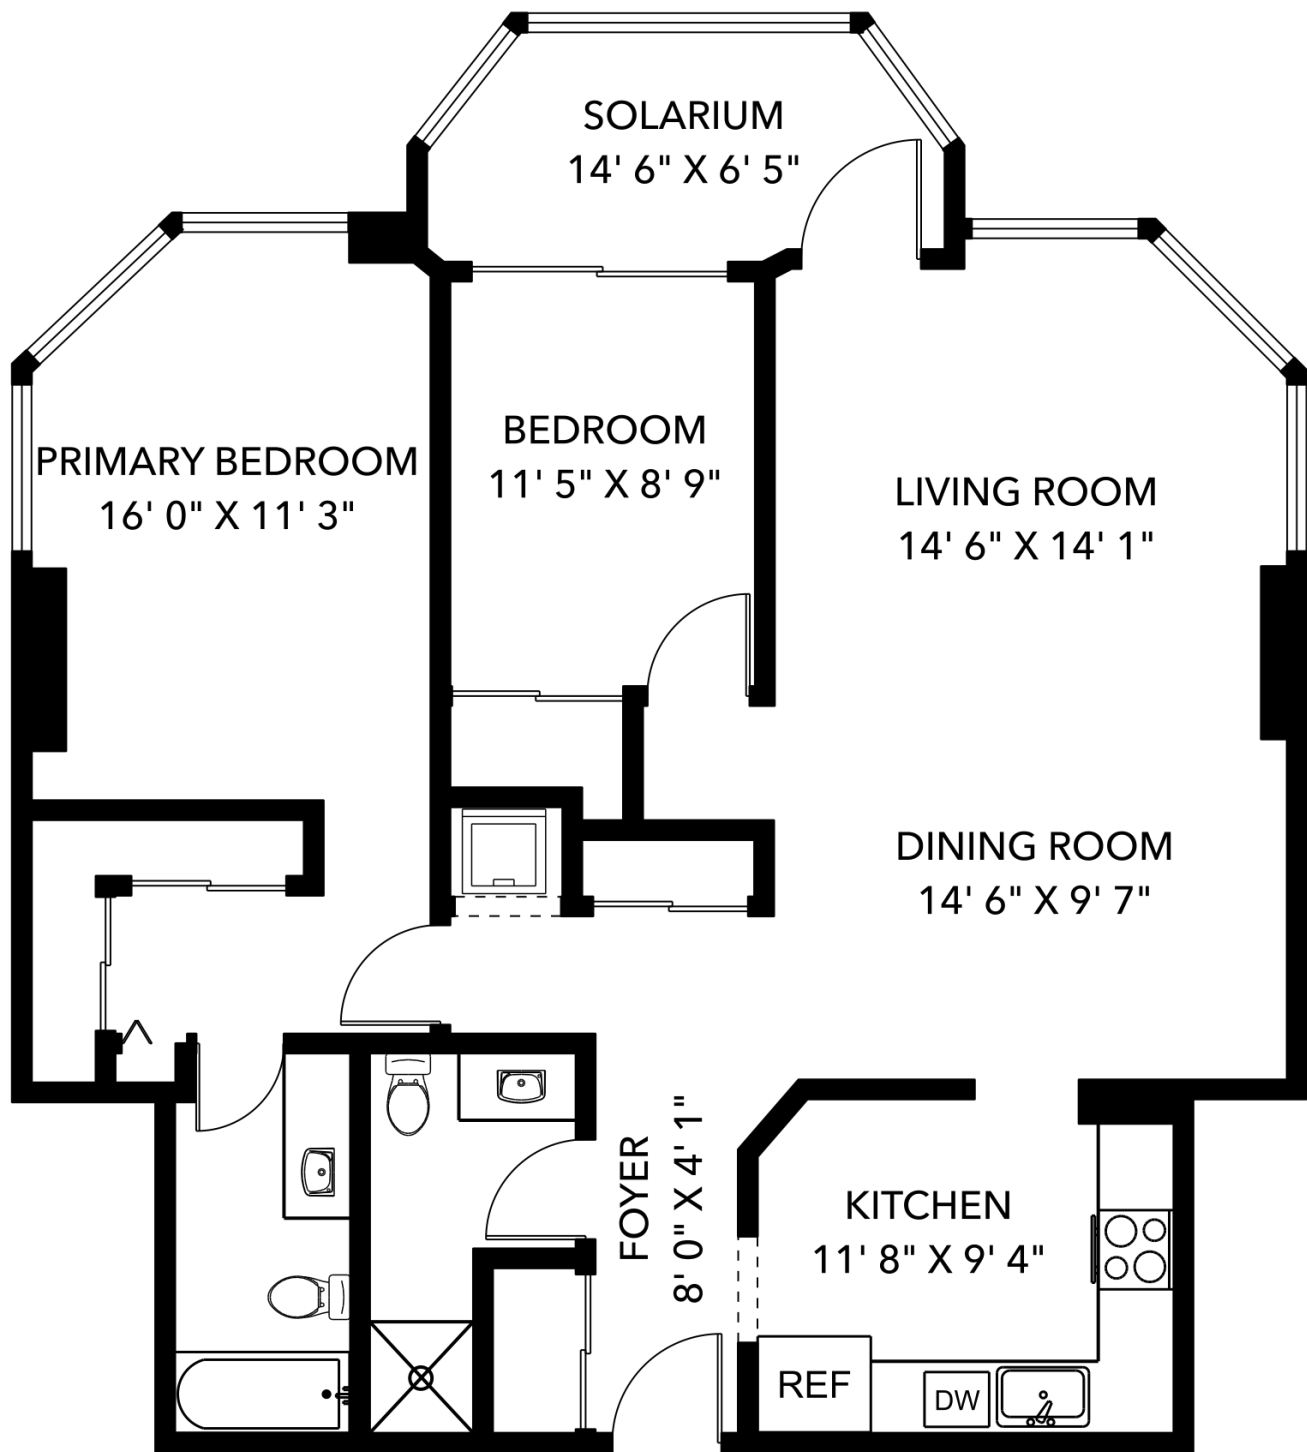 SOLARIUM
14' 6" X 6' 5"
BEDROOM
11' 5" X 8' 9"
PRIMARY BEDROOM
16' 0" X 11' 3"
LIVING ROOM
14' 6" X 14' 1"
DINING ROOM
14' 6" X 9' 7"
FOYER
8' 0" X 4' 1"
KITCHEN
11' 8" X 9' 4"
REF
DW